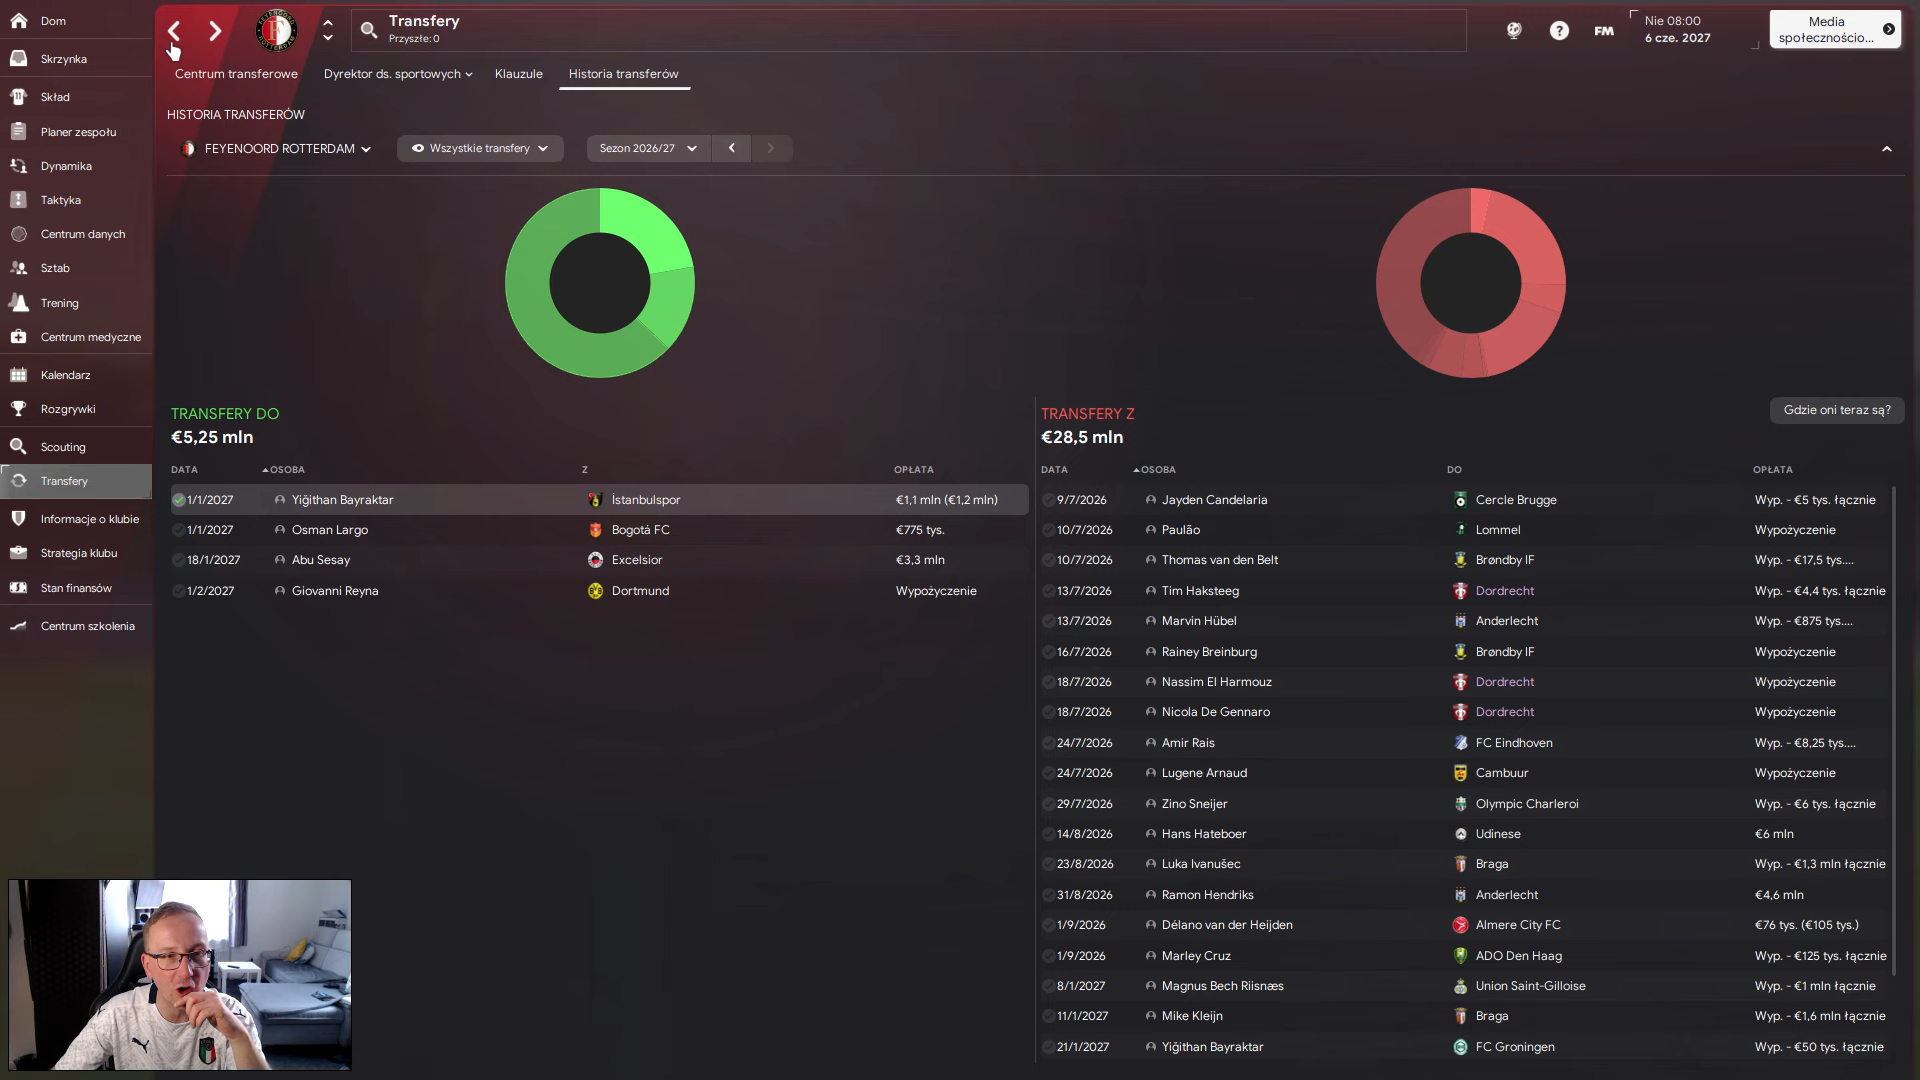 Dom
Skrzynka
Skład
Planer zespołu
Dynamika
Taktyka
Centrum danych
Sztab
Trening
Centrum medyczne
Kalendarz
Rozgrywki
Scouting
Transfery
Informacje o klubie
Strategia klubu
Stan finansów
Centrum szkolenia
Transfery
Przyszłe: 0
FM
Nie 08:00
6 cze. 2027
Media
społecznościo...
Centrum transferowe
Dyrektor ds. sportowych
Klauzule
Historia transferów
HISTORIA TRANSFERÓW
FEYENOORD ROTTERDAM
Wszystkie transfery
Sezon 2026/27
TRANSFERY DO
€5,25 mln
DATA OSOBA Z OPŁATA
1/1/2027 Yiğithan Bayraktar İstanbulspor €1,1 mln (€1,2 mln)
1/1/2027 Osman Largo Bogotá FC €775 tys.
18/1/2027 Abu Sesay Excelsior €3,3 mln
1/2/2027 Giovanni Reyna Dortmund Wypożyczenie
TRANSFERY Z
€28,5 mln
Gdzie oni teraz są?
DATA OSOBA DO OPŁATA
9/7/2026 Jayden Candelaria Cercle Brugge Wyp. - €5 tys. łącznie
10/7/2026 Paulão Lommel Wypożyczenie
10/7/2026 Thomas van den Belt Brøndby IF Wyp. - €17,5 tys....
13/7/2026 Tim Haksteeg Dordrecht Wyp. - €4,4 tys. łącznie
13/7/2026 Marvin Hübel Anderlecht Wyp. - €875 tys....
16/7/2026 Rainey Breinburg Brøndby IF Wypożyczenie
18/7/2026 Nassim El Harmouz Dordrecht Wypożyczenie
18/7/2026 Nicola De Gennaro Dordrecht Wypożyczenie
24/7/2026 Amir Rais FC Eindhoven Wyp. - €8,25 tys....
24/7/2026 Lugene Arnaud Cambuur Wypożyczenie
29/7/2026 Zino Sneijer Olympic Charleroi Wyp. - €6 tys. łącznie
14/8/2026 Hans Hateboer Udinese €6 mln
23/8/2026 Luka Ivanušec Braga Wyp. - €1,3 mln łącznie
31/8/2026 Ramon Hendriks Anderlecht €4,6 mln
1/9/2026 Délano van der Heijden Almere City FC €76 tys. (€105 tys.)
1/9/2026 Marley Cruz ADO Den Haag Wyp. - €125 tys. łącznie
8/1/2027 Magnus Bech Riisnæs Union Saint-Gilloise Wyp. - €1 mln łącznie
11/1/2027 Mike Kleijn Braga Wyp. - €1,6 mln łącznie
21/1/2027 Yiğithan Bayraktar FC Groningen Wyp. - €50 tys. łącznie